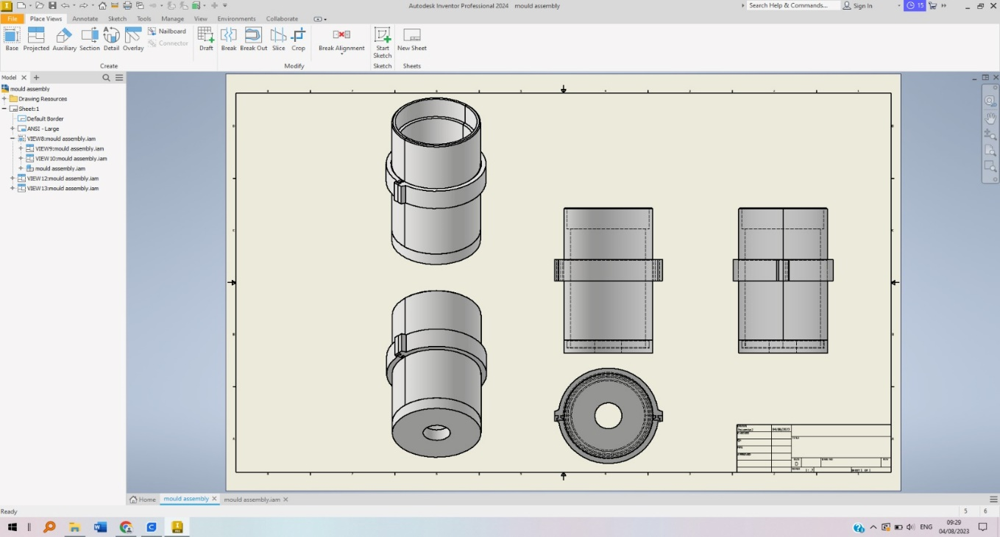 Autodesk Inventor Professional 2024 mould assembly
Search Help & Commands...
Sign In
15
File Place Views Annotate Sketch Tools Manage View Environments Collaborate
Base Projected Auxiliary Section Detail Overlay
Nailboard
Connector
Draft
Break Break Out Slice Crop
Break Alignment
Start Sketch
New Sheet
Create Modify Sketch Sheets
Model
mould assembly
Drawing Resources
Sheet:1
Default Border
ANSI - Large
VIEW8:mould assembly.iam
VIEW9:mould assembly.iam
VIEW10:mould assembly.iam
mould assembly.iam
VIEW12:mould assembly.iam
VIEW13:mould assembly.iam
04/08/2023
D
SHEET 1 OF 1
Home mould assembly mould assembly.iam
Ready
5 6
ENG
09:29
04/08/2023